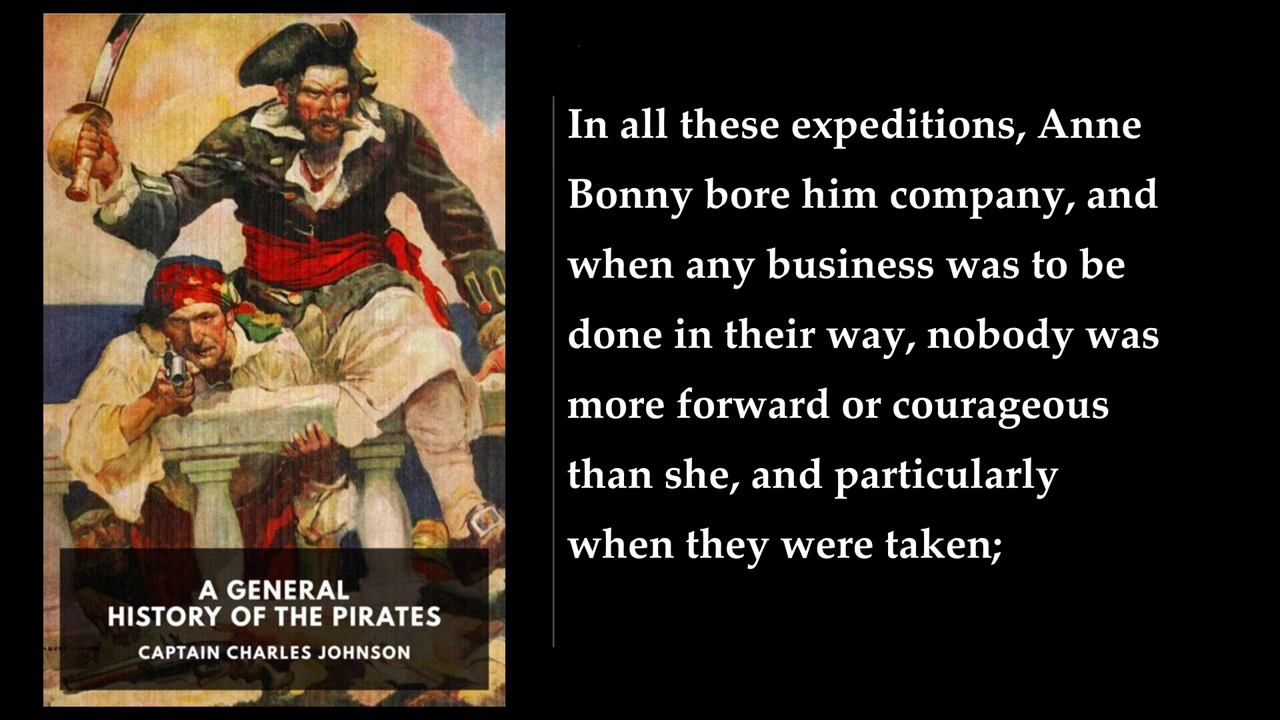 In all these expeditions, Anne
Bonny bore him company, and
when any business was to be
done in their way, nobody was
more forward or courageous
than she, and particularly
when they were taken;
A GENERAL
HISTORY OF THE PIRATES
CAPTAIN CHARLES JOHNSON